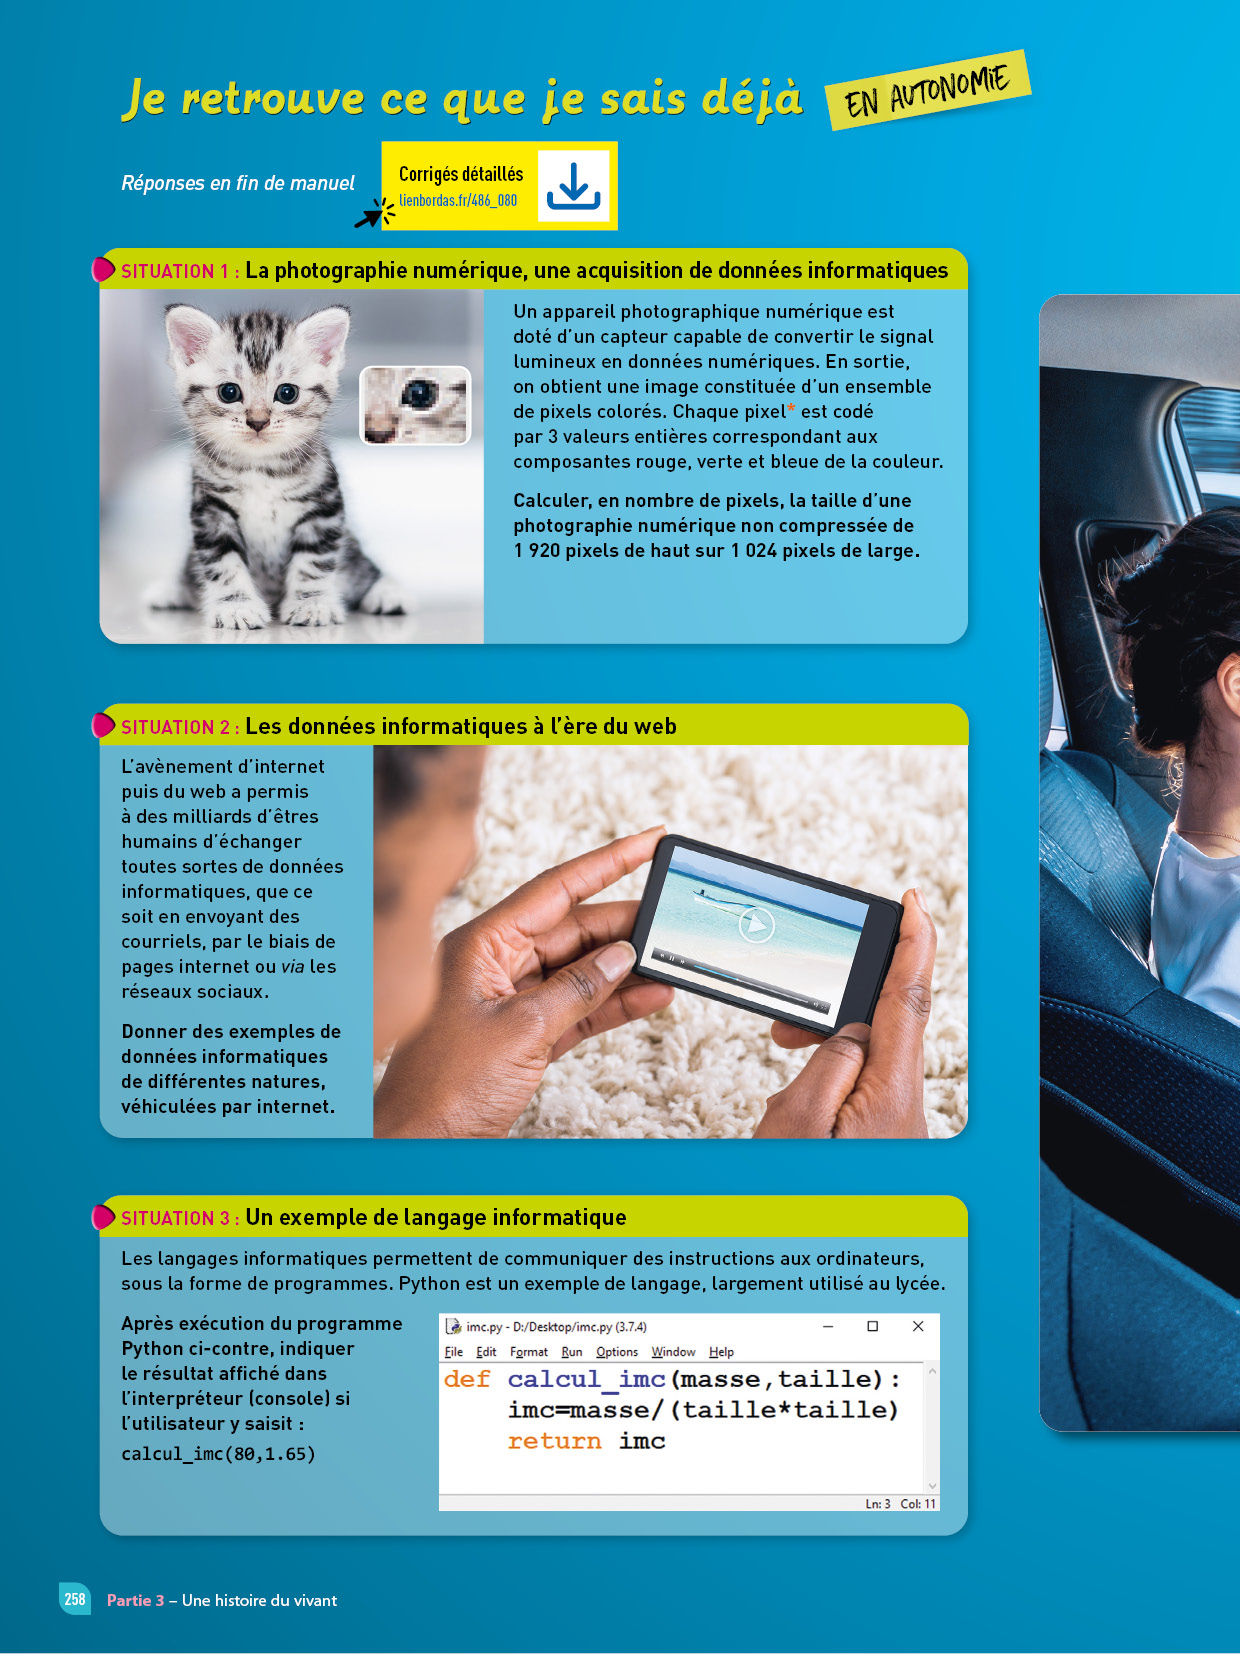 Je retrouve ce que je sais déjà
EN AUTONOMiE
Réponses en fin de manuel
Corrigés détaillés
lienbordas.fr/486_080
SITUATION 1 : La photographie numérique, une acquisition de données informatiques
Un appareil photographique numérique est
doté d’un capteur capable de convertir le signal
lumineux en données numériques. En sortie,
on obtient une image constituée d’un ensemble
de pixels colorés. Chaque pixel* est codé
par 3 valeurs entières correspondant aux
composantes rouge, verte et bleue de la couleur.
Calculer, en nombre de pixels, la taille d’une
photographie numérique non compressée de
1 920 pixels de haut sur 1 024 pixels de large.
SITUATION 2 : Les données informatiques à l’ère du web
L’avènement d’internet
puis du web a permis
à des milliards d’êtres
humains d’échanger
toutes sortes de données
informatiques, que ce
soit en envoyant des
courriels, par le biais de
pages internet ou via les
réseaux sociaux.
Donner des exemples de
données informatiques
de différentes natures,
véhiculées par internet.
SITUATION 3 : Un exemple de langage informatique
Les langages informatiques permettent de communiquer des instructions aux ordinateurs,
sous la forme de programmes. Python est un exemple de langage, largement utilisé au lycée.
Après exécution du programme
Python ci-contre, indiquer
le résultat affiché dans
l’interpréteur (console) si
l’utilisateur y saisit :
calcul_imc(80,1.65)
imc.py - D:/Desktop/imc.py (3.7.4)
File Edit Format Run Options Window Help
def calcul_imc(masse,taille):
imc=masse/(taille*taille)
return imc
Ln: 3 Col: 11
258 Partie 3 – Une histoire du vivant